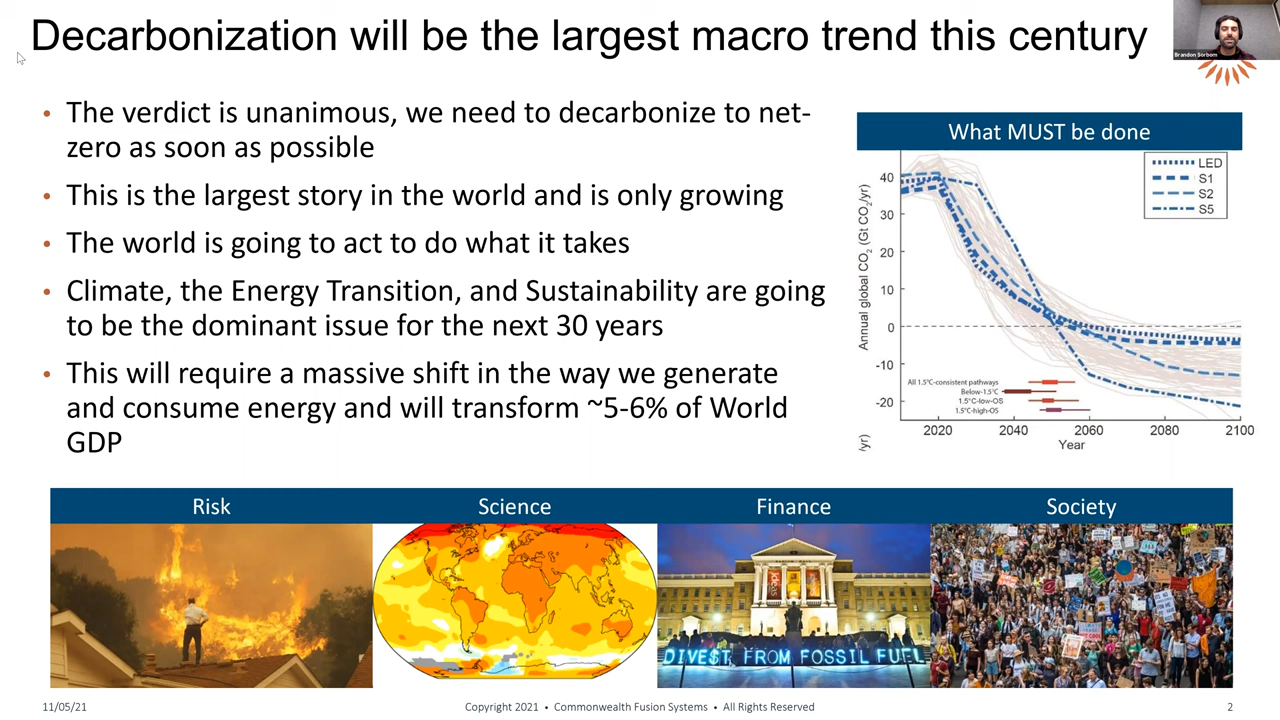 Decarbonization will be the largest macro trend this century
Brandon Sorbom
• The verdict is unanimous, we need to decarbonize to net-
zero as soon as possible
• This is the largest story in the world and is only growing
• The world is going to act to do what it takes
• Climate, the Energy Transition, and Sustainability are going
to be the dominant issue for the next 30 years
• This will require a massive shift in the way we generate
and consume energy and will transform ~5-6% of World
GDP
What MUST be done
LED
S1
S2
S5
Annual global CO2 (Gt CO2/yr)
40
30
20
10
0
-10
-20
All 1.5°C-consistent pathways
Below-1.5°C
1.5°C-low-OS
1.5°C-high-OS
2020 2040 2060 2080 2100
Year
/yr)
Risk Science Finance Society
DIVEST FROM FOSSIL FUEL
11/05/21 Copyright 2021 • Commonwealth Fusion Systems • All Rights Reserved 2